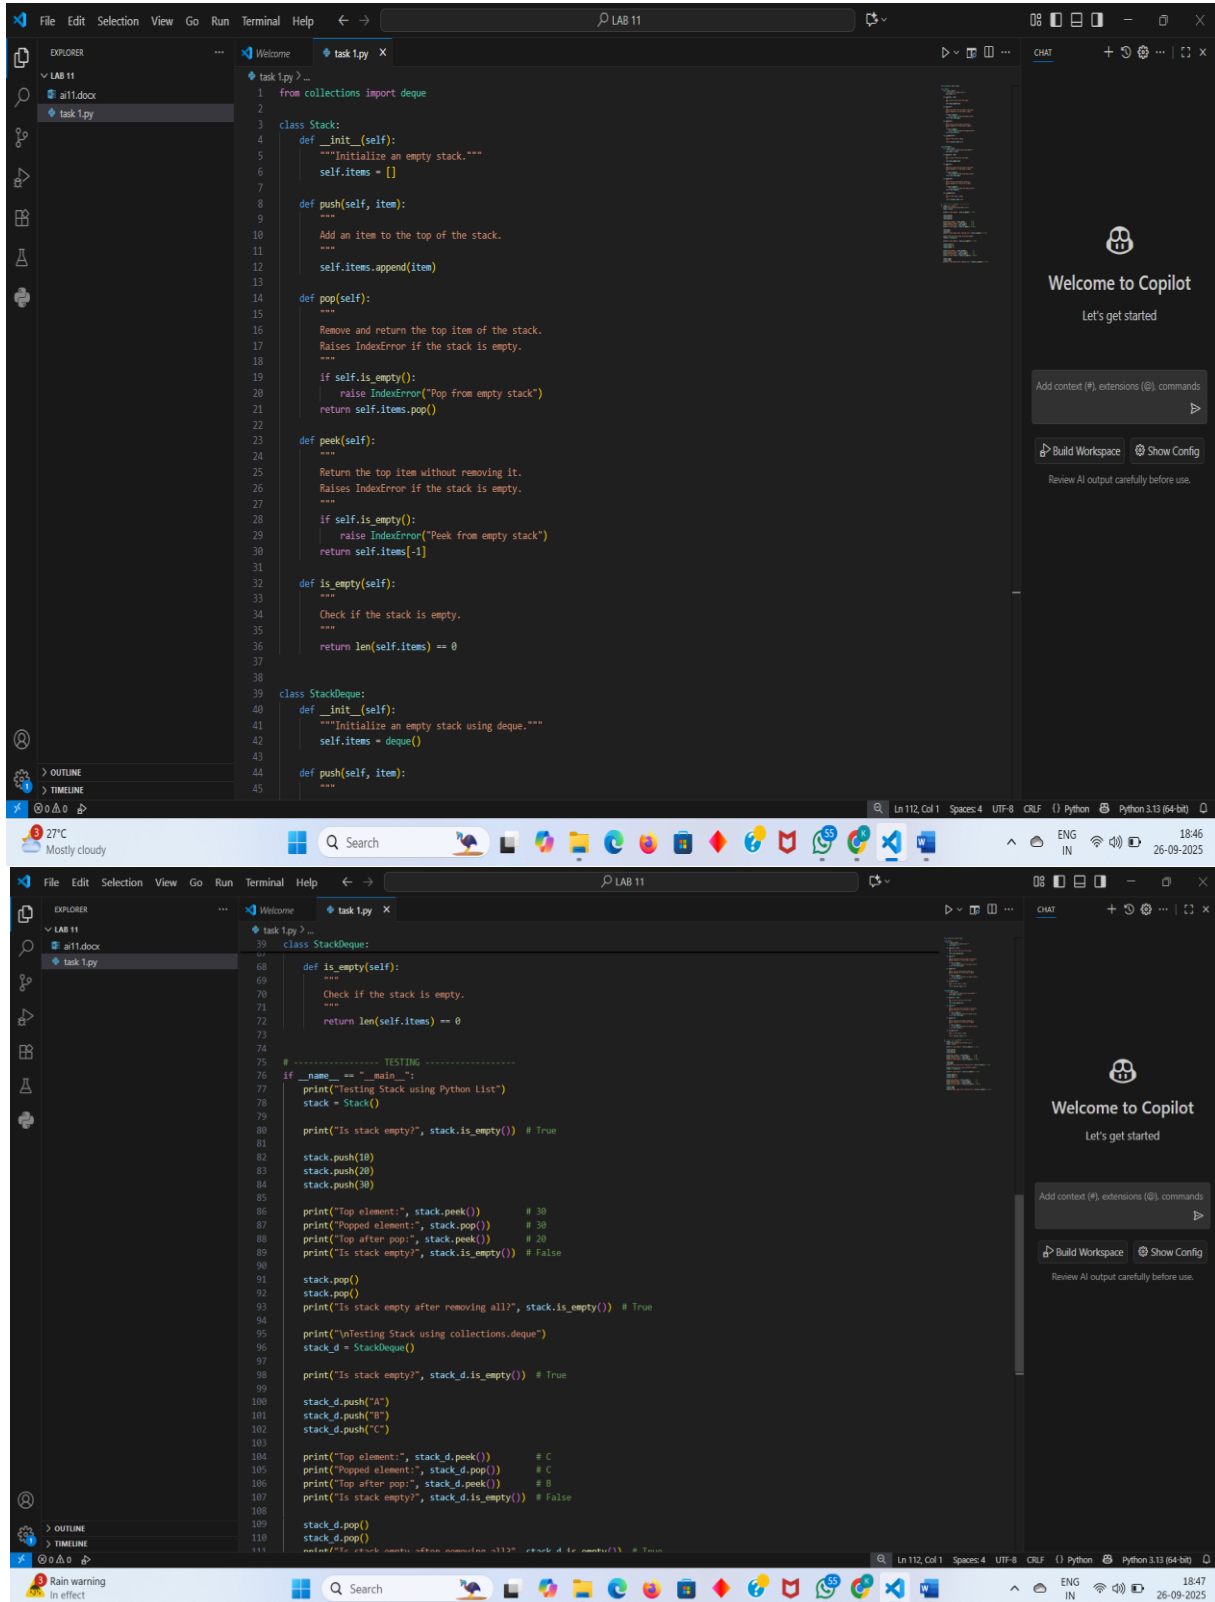 File Edit Selection View Go Run Terminal Help
LAB 11
EXPLORER
LAB 11
ai11.docx
task 1.py
OUTLINE
TIMELINE
Welcome
task 1.py
task 1.py > ...
1 from collections import deque
2
3 class Stack:
4 def __init__(self):
5 """Initialize an empty stack."""
6 self.items = []
7
8 def push(self, item):
9 """
10 Add an item to the top of the stack.
11 """
12 self.items.append(item)
13
14 def pop(self):
15 """
16 Remove and return the top item of the stack.
17 Raises IndexError if the stack is empty.
18 """
19 if self.is_empty():
20 raise IndexError("Pop from empty stack")
21 return self.items.pop()
22
23 def peek(self):
24 """
25 Return the top item without removing it.
26 Raises IndexError if the stack is empty.
27 """
28 if self.is_empty():
29 raise IndexError("Peek from empty stack")
30 return self.items[-1]
31
32 def is_empty(self):
33 """
34 Check if the stack is empty.
35 """
36 return len(self.items) == 0
37
38
39 class StackDeque:
40 def __init__(self):
41 """Initialize an empty stack using deque."""
42 self.items = deque()
43
44 def push(self, item):
45 """
CHAT
Welcome to Copilot
Let's get started
Add context (#), extensions (@), commands
Build Workspace Show Config
Review AI output carefully before use.
0 0 Ln 112, Col 1 Spaces: 4 UTF-8 CRLF {} Python Python 3.13 (64-bit)
3 27°C
Mostly cloudy
Search
55
ENG
IN
18:46
26-09-2025
File Edit Selection View Go Run Terminal Help
LAB 11
EXPLORER
LAB 11
ai11.docx
task 1.py
OUTLINE
TIMELINE
Welcome
task 1.py
task 1.py > ...
39 class StackDeque:
67
68 def is_empty(self):
69 """
70 Check if the stack is empty.
71 """
72 return len(self.items) == 0
73
74
75 # ----------------- TESTING ------------------
76 if __name__ == "__main__":
77 print("Testing Stack using Python List")
78 stack = Stack()
79
80 print("Is stack empty?", stack.is_empty()) # True
81
82 stack.push(10)
83 stack.push(20)
84 stack.push(30)
85
86 print("Top element:", stack.peek()) # 30
87 print("Popped element:", stack.pop()) # 30
88 print("Top after pop:", stack.peek()) # 20
89 print("Is stack empty?", stack.is_empty()) # False
90
91 stack.pop()
92 stack.pop()
93 print("Is stack empty after removing all?", stack.is_empty()) # True
94
95 print("\nTesting Stack using collections.deque")
96 stack_d = StackDeque()
97
98 print("Is stack empty?", stack_d.is_empty()) # True
99
100 stack_d.push("A")
101 stack_d.push("B")
102 stack_d.push("C")
103
104 print("Top element:", stack_d.peek()) # C
105 print("Popped element:", stack_d.pop()) # C
106 print("Top after pop:", stack_d.peek()) # B
107 print("Is stack empty?", stack_d.is_empty()) # False
108
109 stack_d.pop()
110 stack_d.pop()
111 print("Is stack empty after removing all?", stack_d.is_empty()) # True
CHAT
Welcome to Copilot
Let's get started
Add context (#), extensions (@), commands
Build Workspace Show Config
Review AI output carefully before use.
0 0 Ln 112, Col 1 Spaces: 4 UTF-8 CRLF {} Python Python 3.13 (64-bit)
3 Rain warning
In effect
Search
55
ENG
IN
18:47
26-09-2025